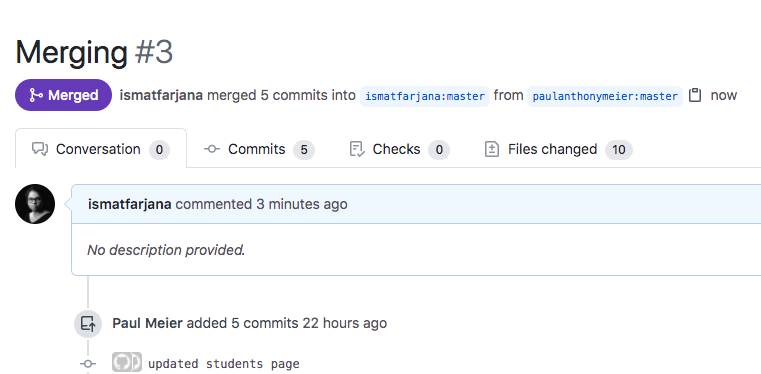 Merging #3
Merged ismatfarjana merged 5 commits into ismatfarjana:master from paulanthonymeier:master now
Conversation 0 Commits 5 Checks 0 Files changed 10
ismatfarjana commented 3 minutes ago
No description provided.
Paul Meier added 5 commits 22 hours ago
updated students page